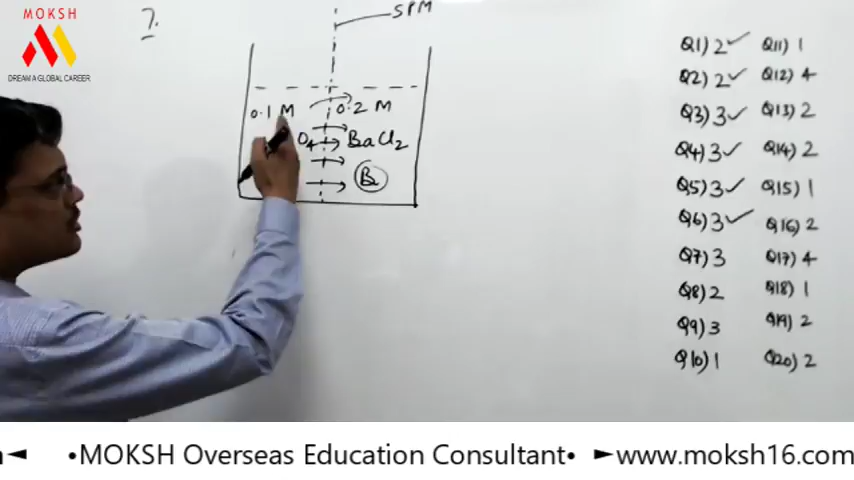 MOKSH
DREAM A GLOBAL CAREER
7.
SPM
0.1 M
0.2 M
O4
BaCl2
B
Q1) 2 ✓
Q2) 2 ✓
Q3) 3 ✓
Q4) 3 ✓
Q5) 3 ✓
Q6) 3 ✓
Q7) 3
Q8) 2
Q9) 3
Q10) 1
Q11) 1
Q12) 4
Q13) 2
Q14) 2
Q15) 1
Q16) 2
Q17) 4
Q18) 1
Q19) 2
Q20) 2
•MOKSH Overseas Education Consultant• ►www.moksh16.com